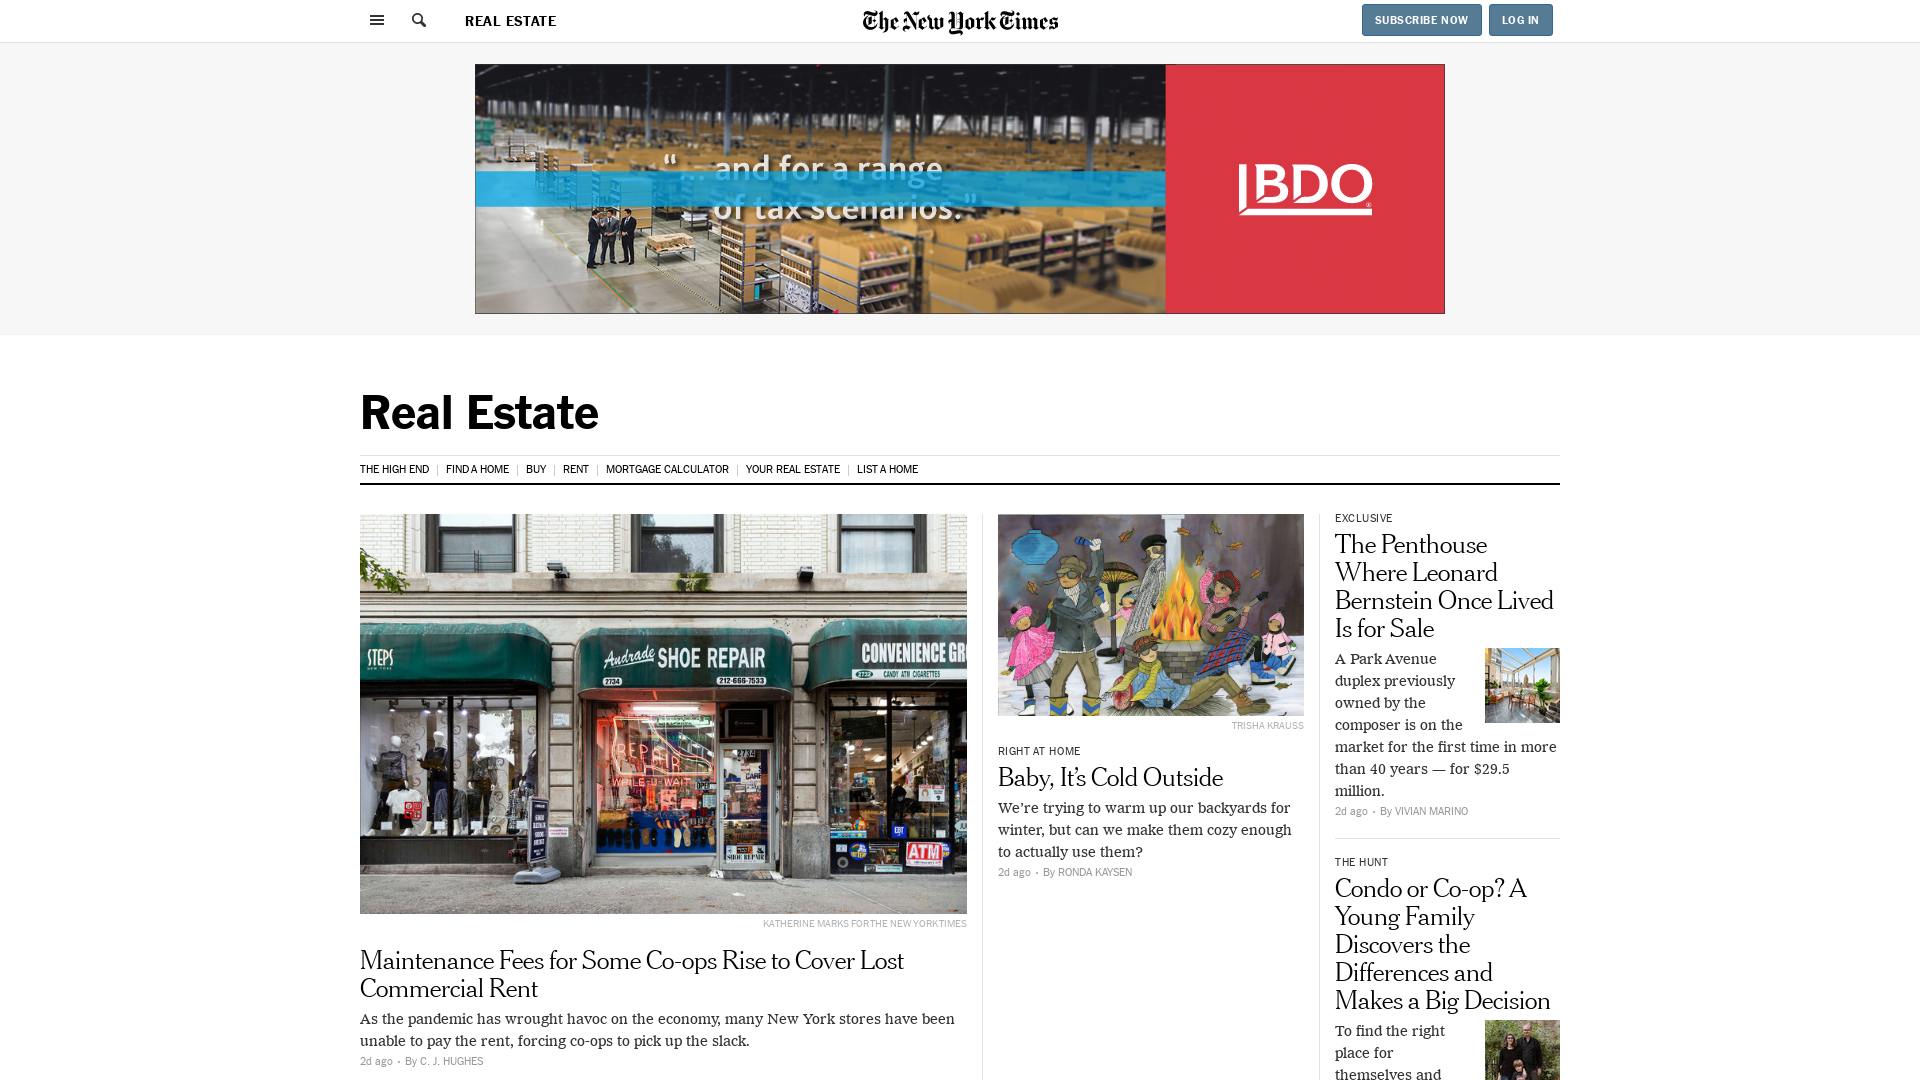 REAL ESTATE
The New York Times
SUBSCRIBE NOW
LOG IN
“... and for a range
of tax scenarios.”
BDO
Real Estate
THE HIGH END
FIND A HOME
BUY
RENT
MORTGAGE CALCULATOR
YOUR REAL ESTATE
LIST A HOME
STEPS
NEW YORK
Andrade SHOE REPAIR
2734
212-666-7533
CONVENIENCE GR
2732
CANDY ATM CIGARETTES
2734
REPAIR
WHILE-U-WAIT
SHOE REPAIR
EBT
ATM
KATHERINE MARKS FOR THE NEW YORK TIMES
Maintenance Fees for Some Co-ops Rise to Cover Lost
Commercial Rent
As the pandemic has wrought havoc on the economy, many New York stores have been
unable to pay the rent, forcing co-ops to pick up the slack.
2d ago • By C. J. HUGHES
TRISHA KRAUSS
RIGHT AT HOME
Baby, It’s Cold Outside
We’re trying to warm up our backyards for
winter, but can we make them cozy enough
to actually use them?
2d ago • By RONDA KAYSEN
EXCLUSIVE
The Penthouse
Where Leonard
Bernstein Once Lived
Is for Sale
A Park Avenue
duplex previously
owned by the
composer is on the
market for the first time in more
than 40 years — for $29.5
million.
2d ago • By VIVIAN MARINO
THE HUNT
Condo or Co-op? A
Young Family
Discovers the
Differences and
Makes a Big Decision
To find the right
place for
themselves and